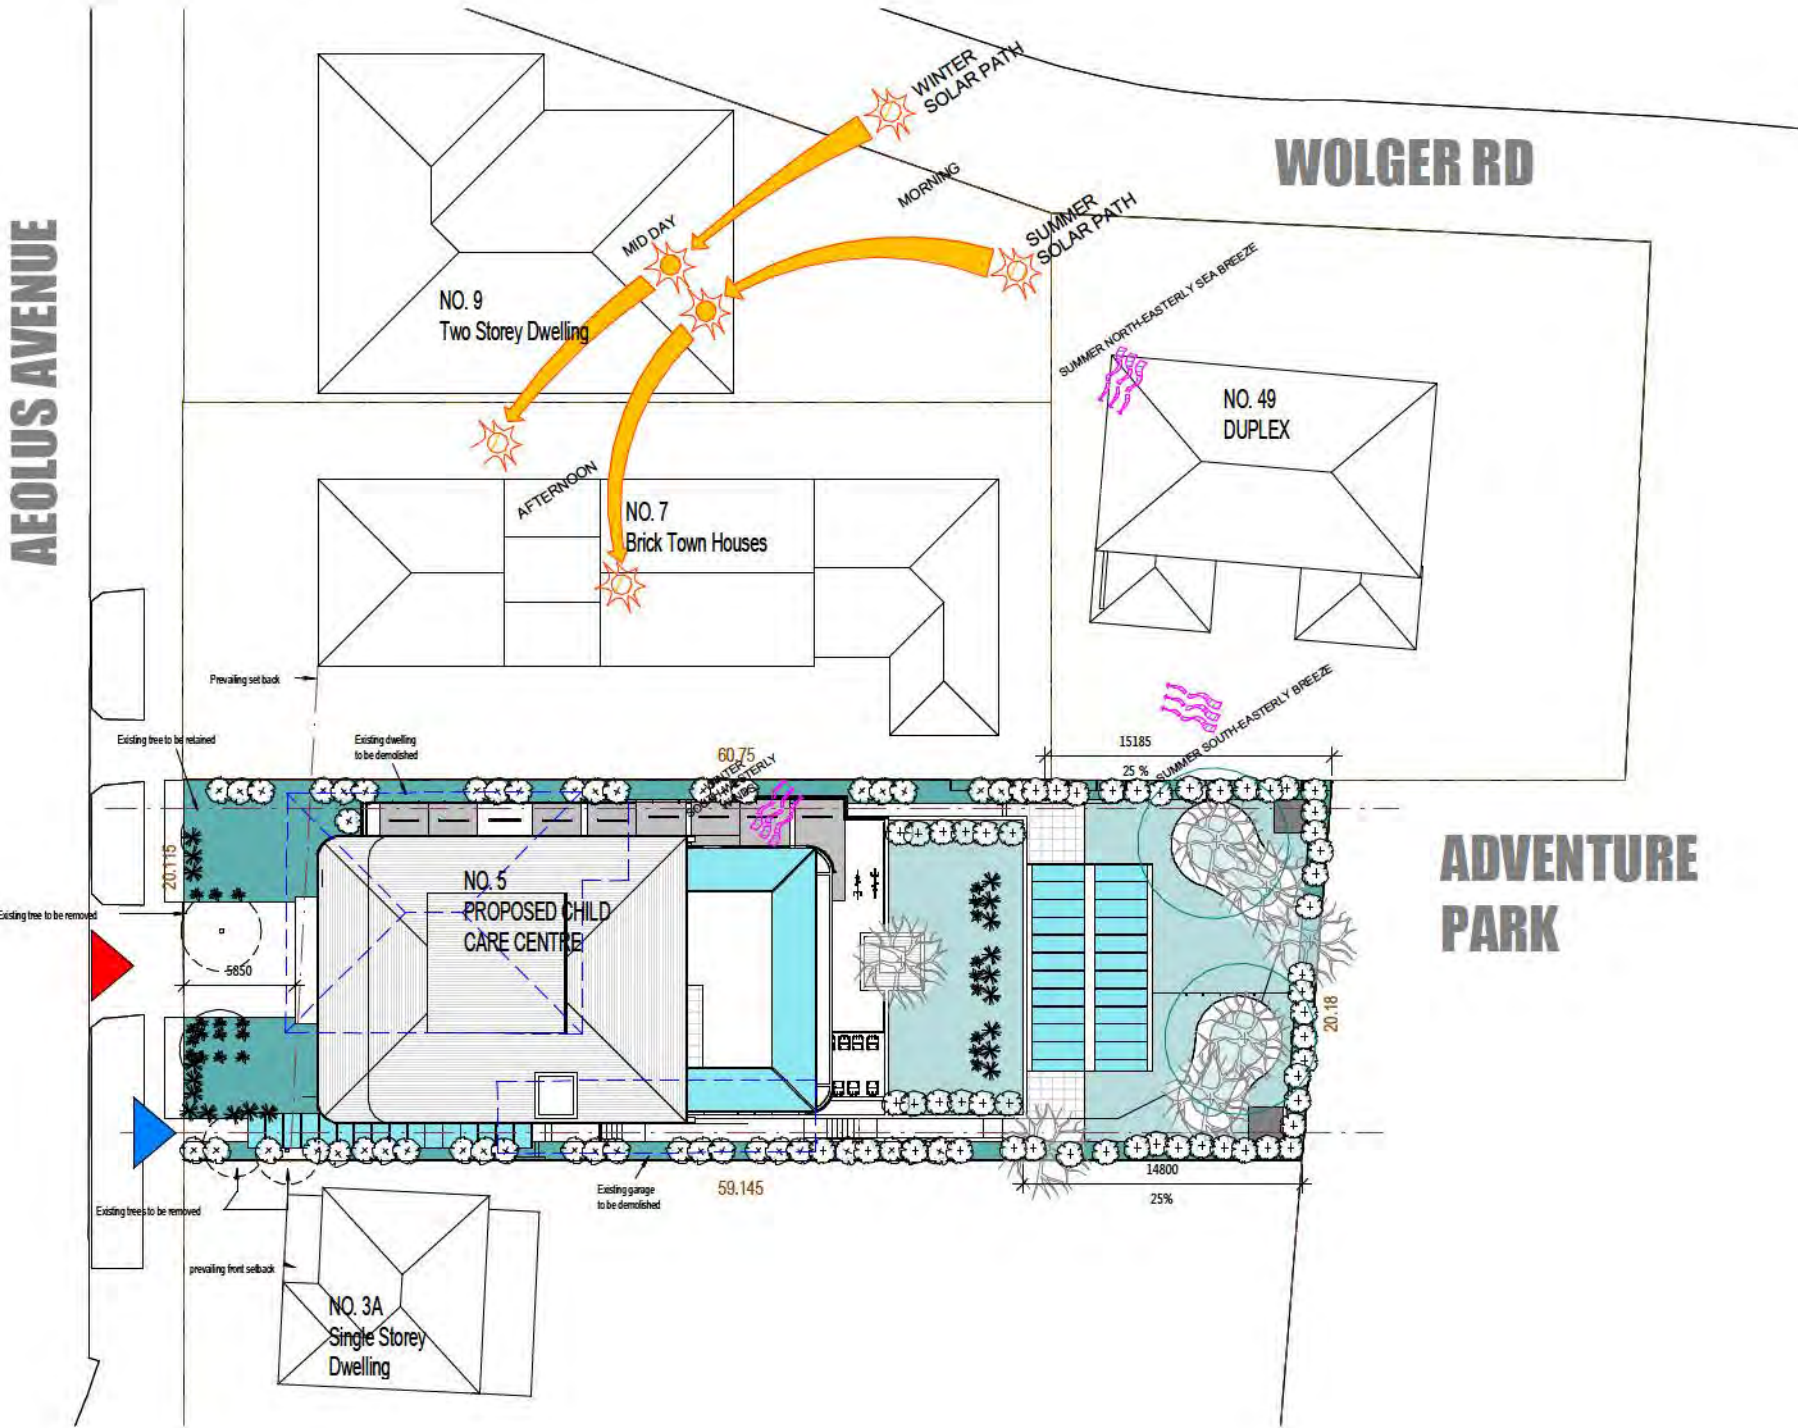 WINTER
SOLAR PATH
WOLGER RD
MORNING
SUMMER
SOLAR PATH
MID DAY
AEOLUS AVENUE
SUMMER NORTH-EASTERLY SEA BREEZE
NO. 9
Two Storey Dwelling
NO. 49
DUPLEX
AFTERNOON
NO. 7
Brick Town Houses
Prevailing set back
SUMMER SOUTH-EASTERLY BREEZE
Existing tree to be retained
Existing dwelling
to be demolished
60.75
15185
25 %
WINTER
SOUTH-WESTERLY
WINDS
20.115
NO. 5
PROPOSED CHILD
CARE CENTRE
ADVENTURE
PARK
Existing tree to be removed
5850
20.18
14800
25%
Existing trees to be removed
Existing garage
to be demolished
59.145
prevailing front setback
NO. 3A
Single Storey
Dwelling